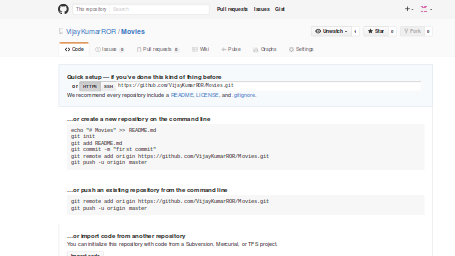 This repository Search Pull requests Issues Gist
VijayKumarROR / Movies
Unwatch 1 Star 0 Fork 0
Code Issues 0 Pull requests 0 Wiki Pulse Graphs Settings
Quick setup — if you've done this kind of thing before
or HTTPS SSH https://github.com/VijayKumarROR/Movies.git
We recommend every repository include a README, LICENSE, and .gitignore.
...or create a new repository on the command line
echo "# Movies" >> README.md
git init
git add README.md
git commit -m "first commit"
git remote add origin https://github.com/VijayKumarROR/Movies.git
git push -u origin master
...or push an existing repository from the command line
git remote add origin https://github.com/VijayKumarROR/Movies.git
git push -u origin master
...or import code from another repository
You can initialize this repository with code from a Subversion, Mercurial, or TFS project.
Import code